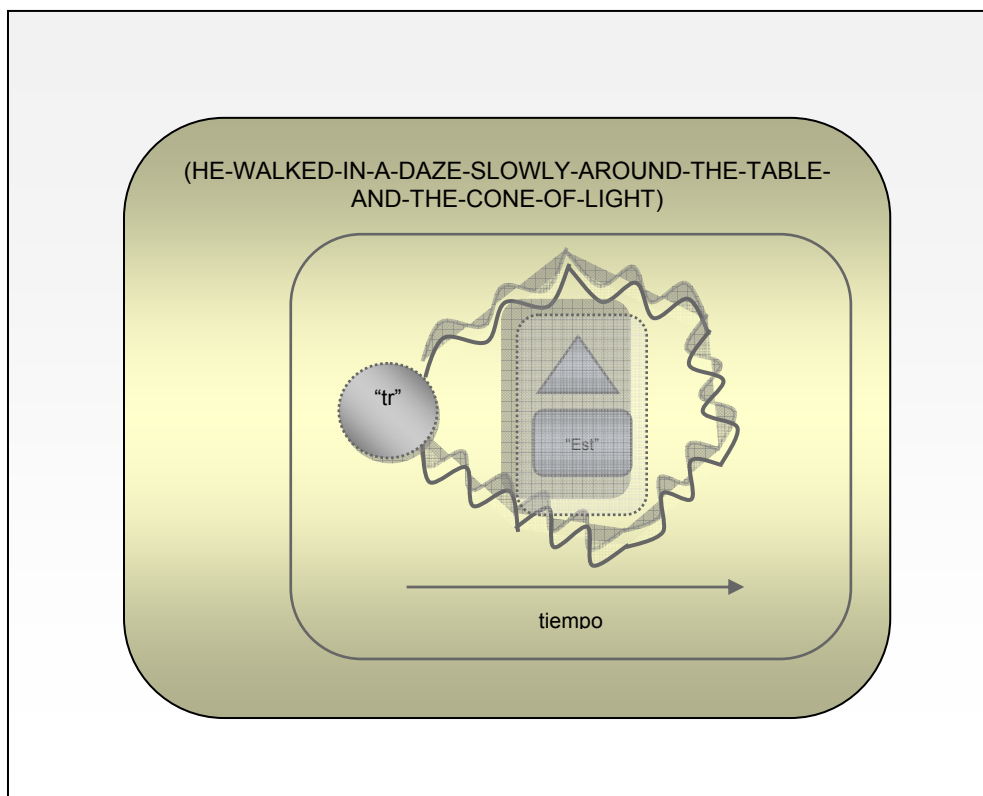 (HE-WALKED-IN-A-DAZE-SLOWLY-AROUND-THE-TABLE-
AND-THE-CONE-OF-LIGHT)
“tr”
“Est”
tiempo